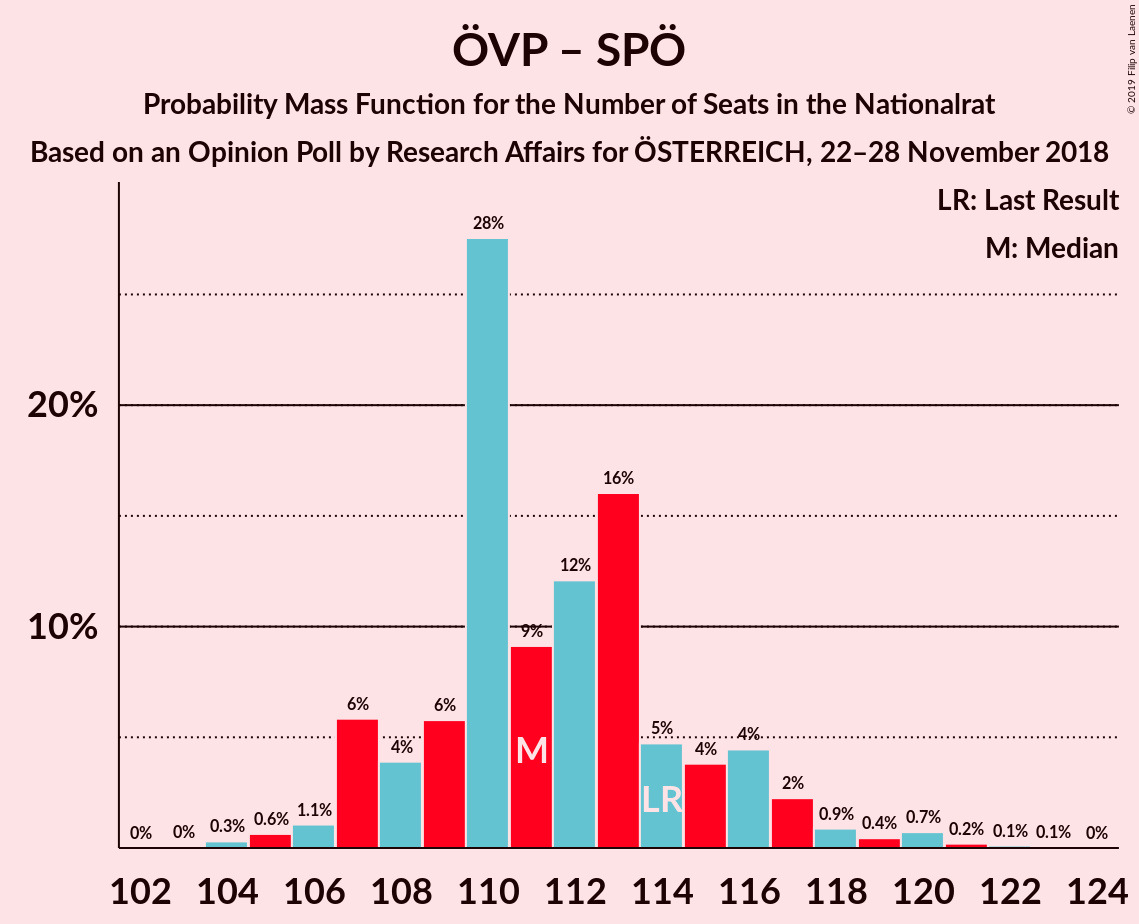 ÖVP – SPÖ
Probability Mass Function for the Number of Seats in the Nationalrat
Based on an Opinion Poll by Research Affairs for ÖSTERREICH, 22–28 November 2018
© 2019 Filip van Laenen
LR: Last Result
M: Median
28%
20%
16%
12%
10%
9%
6%
6%
5%
4%
4%
4%
M
2%
LR
0%
0%
0.3%
0.6%
1.1%
0.9%
0.4%
0.7%
0.2%
0.1%
0.1%
0%
102 104 106 108 110 112 114 116 118 120 122 124